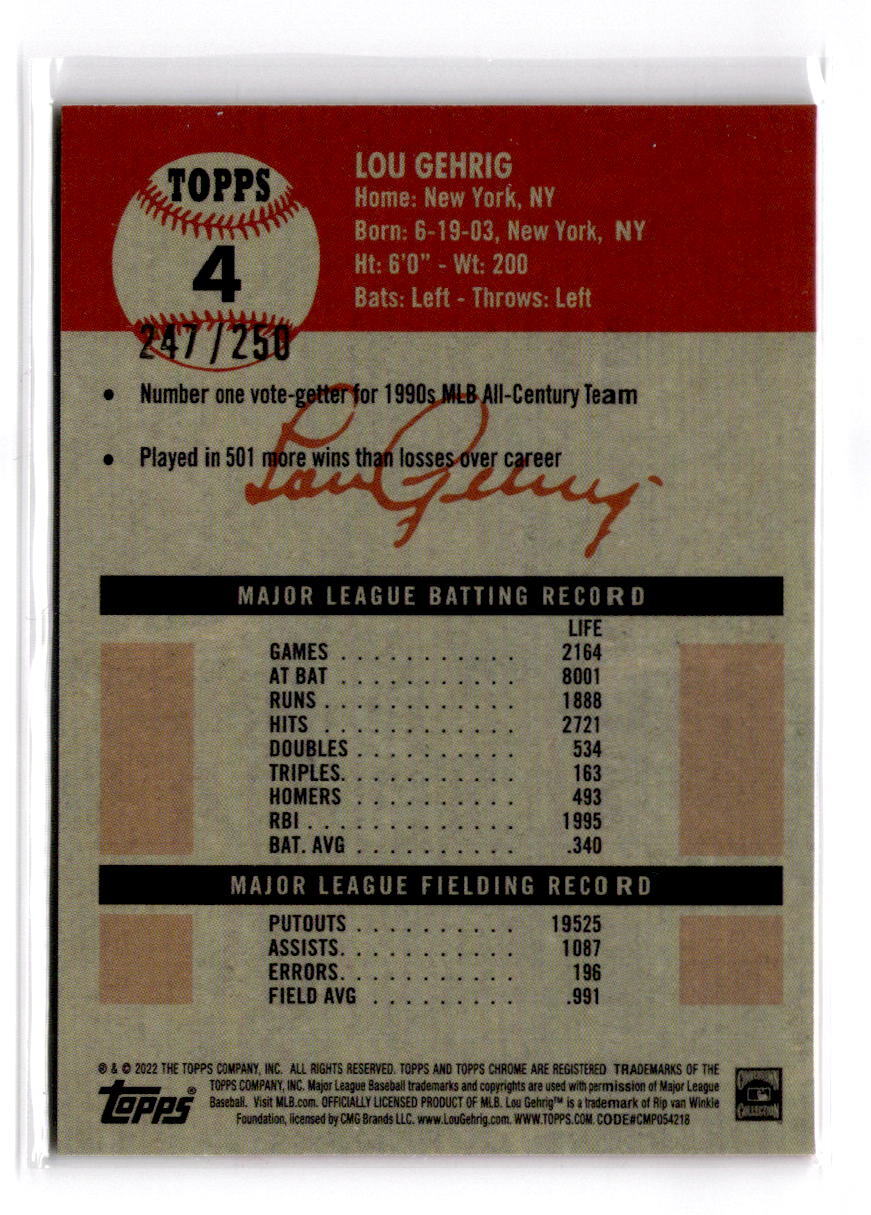 TOPPS
4
247/250
LOU GEHRIG
Home: New York, NY
Born: 6-19-03, New York, NY
Ht: 6'0" - Wt: 200
Bats: Left - Throws: Left
• Number one vote-getter for 1990s MLB All-Century Team
• Played in 501 more wins than losses over career
Lou Gehrig
MAJOR LEAGUE BATTING RECORD
LIFE
GAMES . . . . . . . . . . . 2164
AT BAT . . . . . . . . . . . 8001
RUNS . . . . . . . . . . . . 1888
HITS . . . . . . . . . . . . 2721
DOUBLES . . . . . . . . . . 534
TRIPLES. . . . . . . . . . . 163
HOMERS . . . . . . . . . . 493
RBI . . . . . . . . . . . . . 1995
BAT. AVG . . . . . . . . . . .340
MAJOR LEAGUE FIELDING RECORD
PUTOUTS . . . . . . . . . . 19525
ASSISTS. . . . . . . . . . . 1087
ERRORS. . . . . . . . . . . 196
FIELD AVG . . . . . . . . . .991
® & © 2022 THE TOPPS COMPANY, INC. ALL RIGHTS RESERVED. TOPPS AND TOPPS CHROME ARE REGISTERED TRADEMARKS OF THE
TOPPS COMPANY, INC. Major League Baseball trademarks and copyrights are used with permission of Major League
Baseball. Visit MLB.com. OFFICIALLY LICENSED PRODUCT OF MLB. Lou Gehrig™ is a trademark of Rip van Winkle
Foundation, licensed by CMG Brands LLC. www.LouGehrig.com. WWW.TOPPS.COM. CODE#CMP054218
Topps®
COOPERSTOWN
COLLECTION